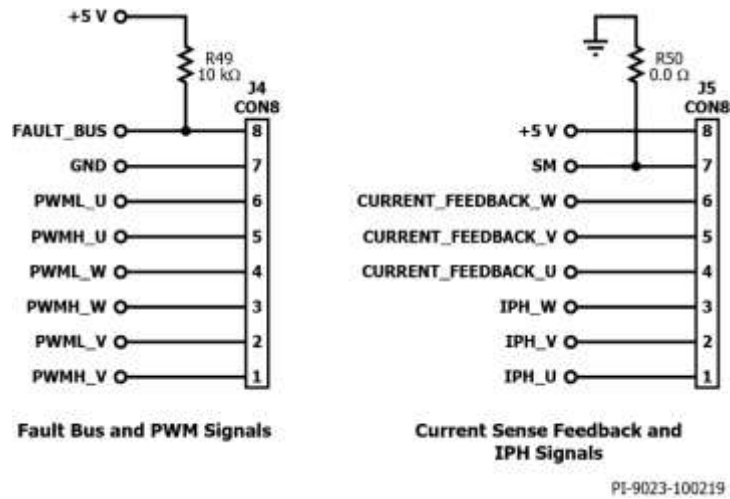 +5 V
R49
10 kΩ
J4
CON8
FAULT_BUS 8
GND 7
PWML_U 6
PWMH_U 5
PWML_W 4
PWMH_W 3
PWML_V 2
PWMH_V 1
Fault Bus and PWM Signals
R50
0.0 Ω
J5
CON8
+5 V 8
SM 7
CURRENT_FEEDBACK_W 6
CURRENT_FEEDBACK_V 5
CURRENT_FEEDBACK_U 4
IPH_W 3
IPH_V 2
IPH_U 1
Current Sense Feedback and
IPH Signals
PI-9023-100219